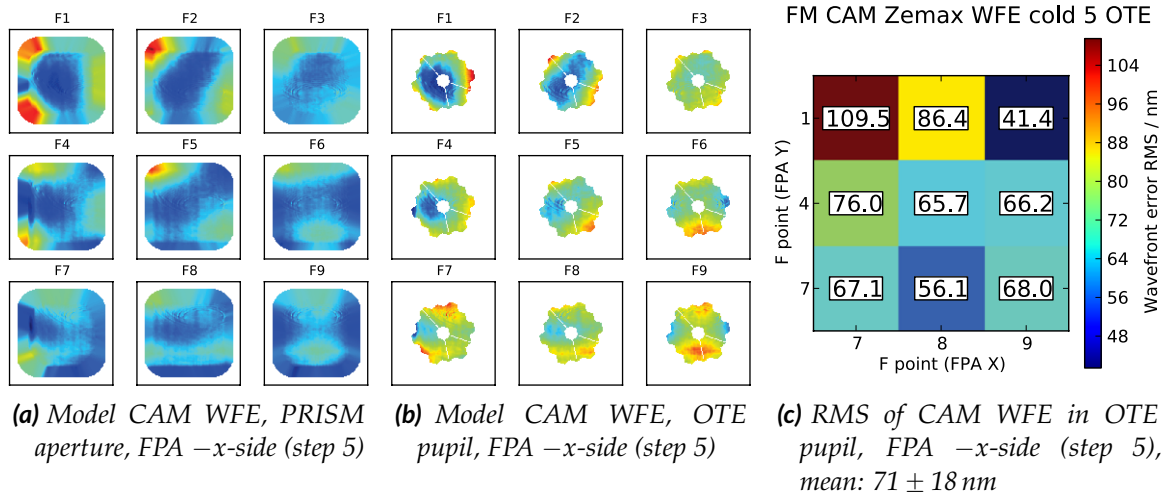 F1 F2 F3
F4 F5 F6
F7 F8 F9
F1 F2 F3
F4 F5 F6
F7 F8 F9
FM CAM Zemax WFE cold 5 OTE
1 109.5 86.4 41.4
4 76.0 65.7 66.2
7 67.1 56.1 68.0
7 8 9
F point (FPA X)
F point (FPA Y)
104
96
88
80
72
64
56
48
Wavefront error RMS / nm
(a) Model CAM WFE, PRISM
aperture, FPA −x-side (step 5)
(b) Model CAM WFE, OTE
pupil, FPA −x-side (step 5)
(c) RMS of CAM WFE in OTE
pupil, FPA −x-side (step 5),
mean: 71 ± 18 nm